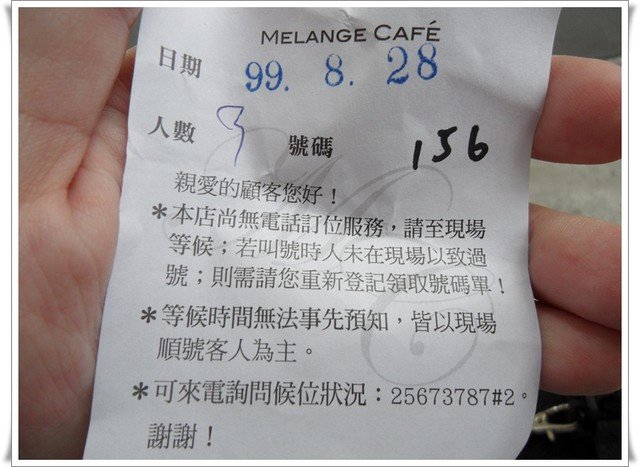 MELANGE CAFÉ
日期 99. 8. 28
人數 3 號碼 156
親愛的顧客您好！
＊本店尚無電話訂位服務，請至現場
等候；若叫號時人未在現場以致過
號；則需請您重新登記領取號碼單！
＊等候時間無法事先預知，皆以現場
順號客人為主。
＊可來電詢問候位狀況：25673787#2。
謝謝！